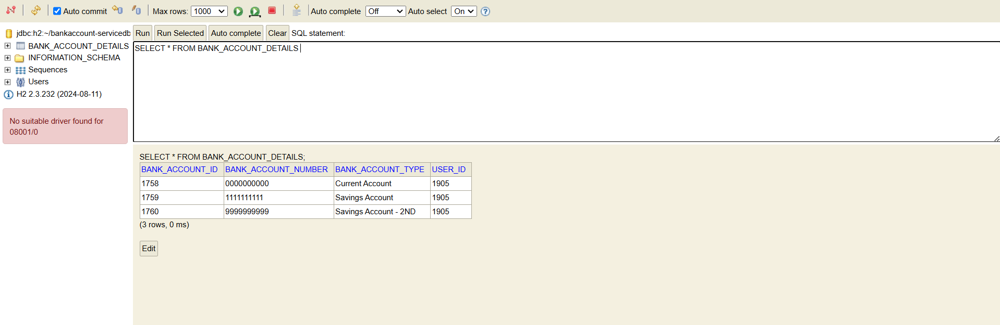 Auto commit Max rows: 1000 Auto complete Off Auto select On
jdbc:h2:~/bankaccount-servicedb
BANK_ACCOUNT_DETAILS
INFORMATION_SCHEMA
Sequences
Users
H2 2.3.232 (2024-08-11)
No suitable driver found for
08001/0
Run Run Selected Auto complete Clear SQL statement:
SELECT * FROM BANK_ACCOUNT_DETAILS
SELECT * FROM BANK_ACCOUNT_DETAILS;
BANK_ACCOUNT_ID BANK_ACCOUNT_NUMBER BANK_ACCOUNT_TYPE USER_ID
1758 0000000000 Current Account 1905
1759 1111111111 Savings Account 1905
1760 9999999999 Savings Account - 2ND 1905
(3 rows, 0 ms)
Edit